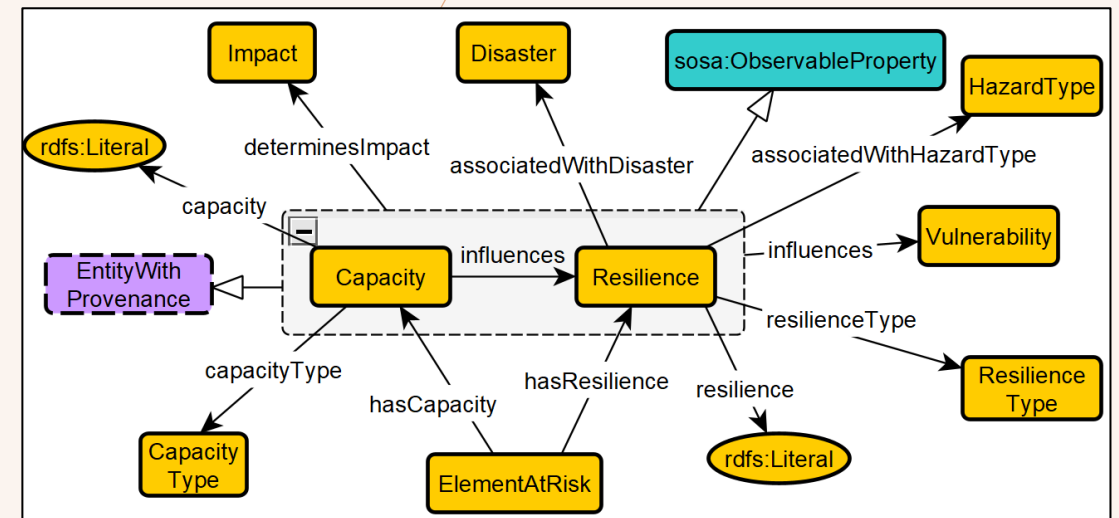 Impact
Disaster
sosa:ObservableProperty
HazardType
rdfs:Literal
determinesImpact
associatedWithDisaster
associatedWithHazardType
capacity
EntityWith
Provenance
Capacity
influences
Resilience
influences
Vulnerability
resilienceType
capacityType
hasCapacity
hasResilience
resilience
Resilience
Type
Capacity
Type
ElementAtRisk
rdfs:Literal